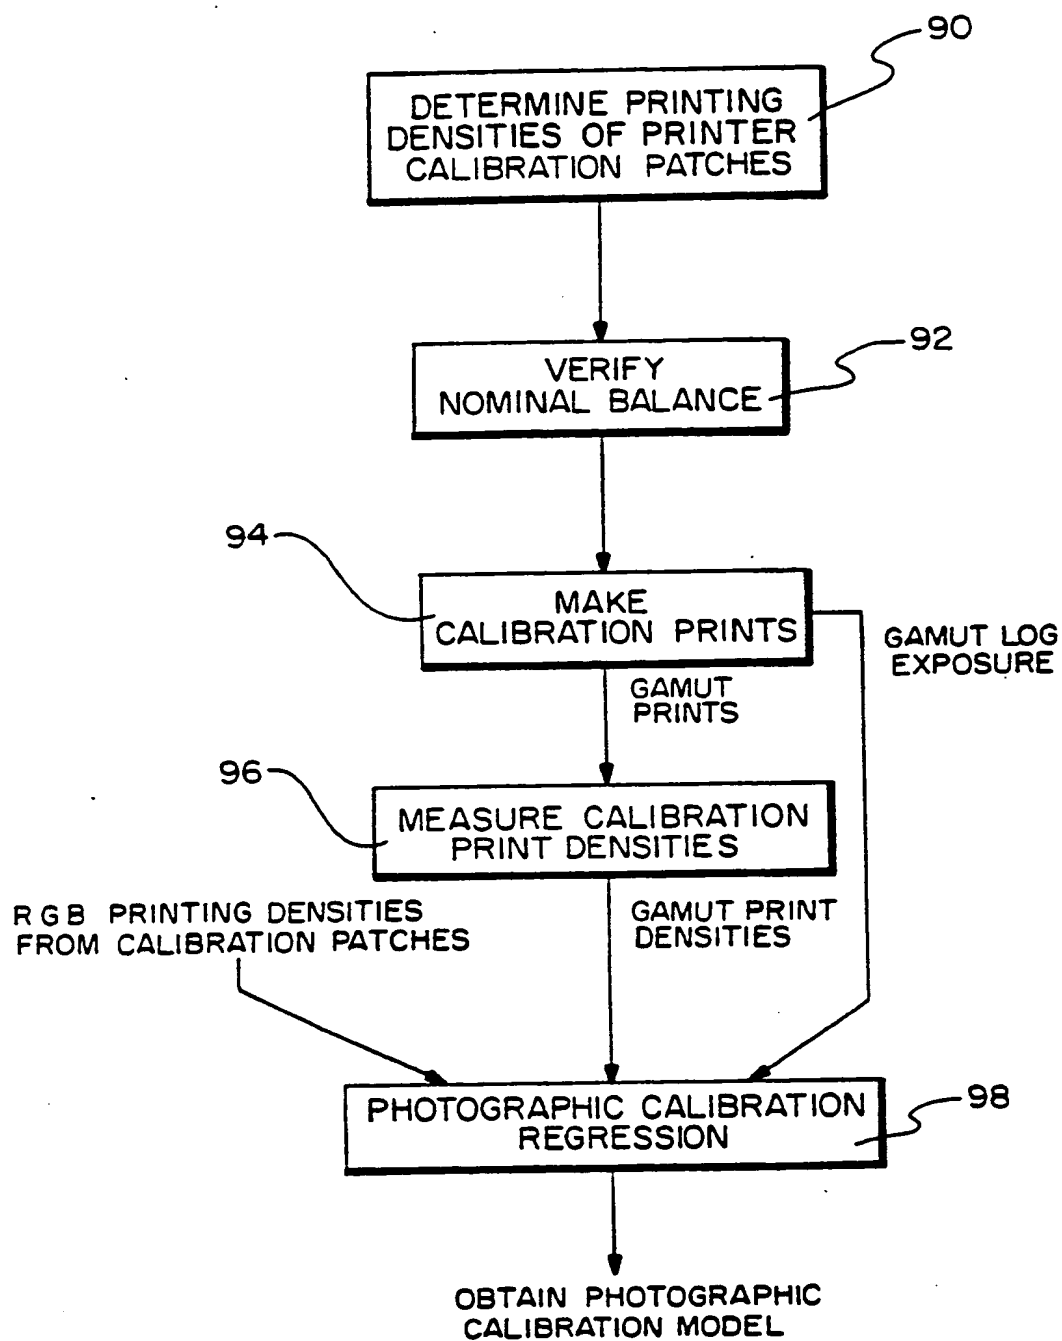 90
DETERMINE PRINTING
DENSITIES OF PRINTER
CALIBRATION PATCHES
92
VERIFY
NOMINAL BALANCE
94
MAKE
CALIBRATION PRINTS
GAMUT LOG
EXPOSURE
GAMUT
PRINTS
96
MEASURE CALIBRATION
PRINT DENSITIES
RGB PRINTING DENSITIES
FROM CALIBRATION PATCHES
GAMUT PRINT
DENSITIES
PHOTOGRAPHIC CALIBRATION
REGRESSION
98
OBTAIN PHOTOGRAPHIC
CALIBRATION MODEL